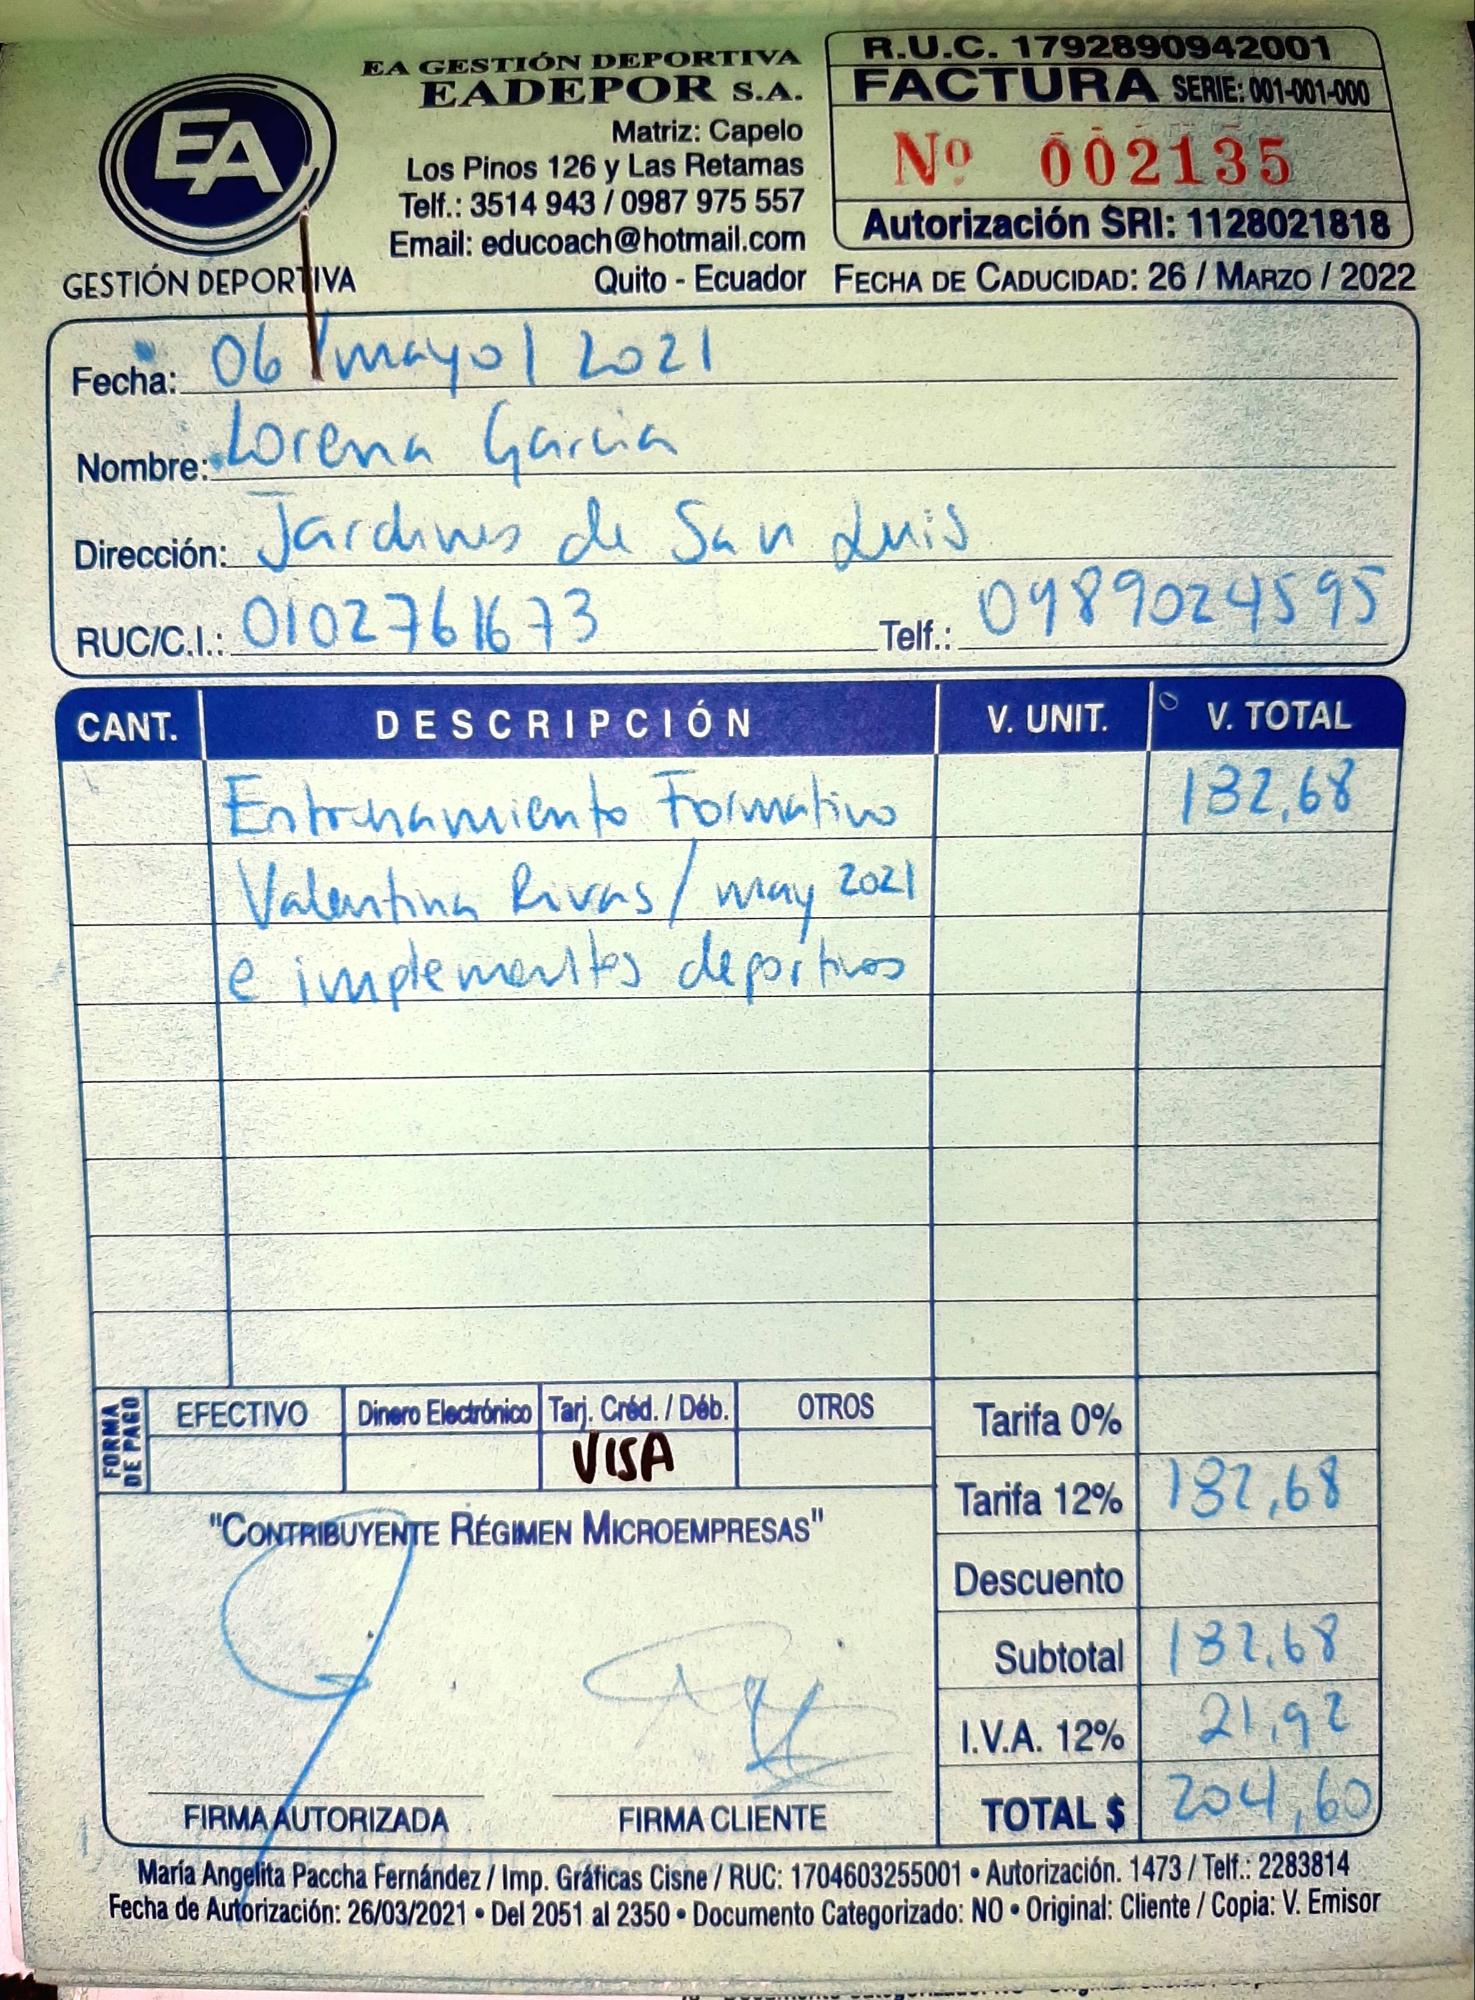 EA GESTIÓN DEPORTIVA
EADEPOR S.A.
Matriz: Capelo
Los Pinos 126 y Las Retamas
Telf.: 3514 943 / 0987 975 557
Email: educoach@hotmail.com
Quito - Ecuador
EA
GESTIÓN DEPORTIVA
R.U.C. 1792890942001
FACTURA SERIE: 001-001-000
Nº 002135
Autorización SRI: 1128021818
FECHA DE CADUCIDAD: 26 / MARZO / 2022
Fecha: 06 / mayo / 2021
Nombre: Lorena Garcia
Dirección: Jardines de San Luis
RUC/C.I.: 0102761673 Telf.: 0989024595
CANT. DESCRIPCIÓN V. UNIT. V. TOTAL
Entrenamiento Formativo 182,68
Valentina Rivas / may 2021
e implementos deportivos
FORMA DE PAGO
EFECTIVO Dinero Electrónico Tarj. Créd. / Déb. OTROS
VISA
Tarifa 0%
Tarifa 12% 182,68
Descuento
Subtotal 182,68
I.V.A. 12% 21,92
TOTAL $ 204,60
"CONTRIBUYENTE RÉGIMEN MICROEMPRESAS"
FIRMA AUTORIZADA FIRMA CLIENTE
María Angelita Paccha Fernández / Imp. Gráficas Cisne / RUC: 1704603255001 • Autorización. 1473 / Telf.: 2283814
Fecha de Autorización: 26/03/2021 • Del 2051 al 2350 • Documento Categorizado: NO • Original: Cliente / Copia: V. Emisor